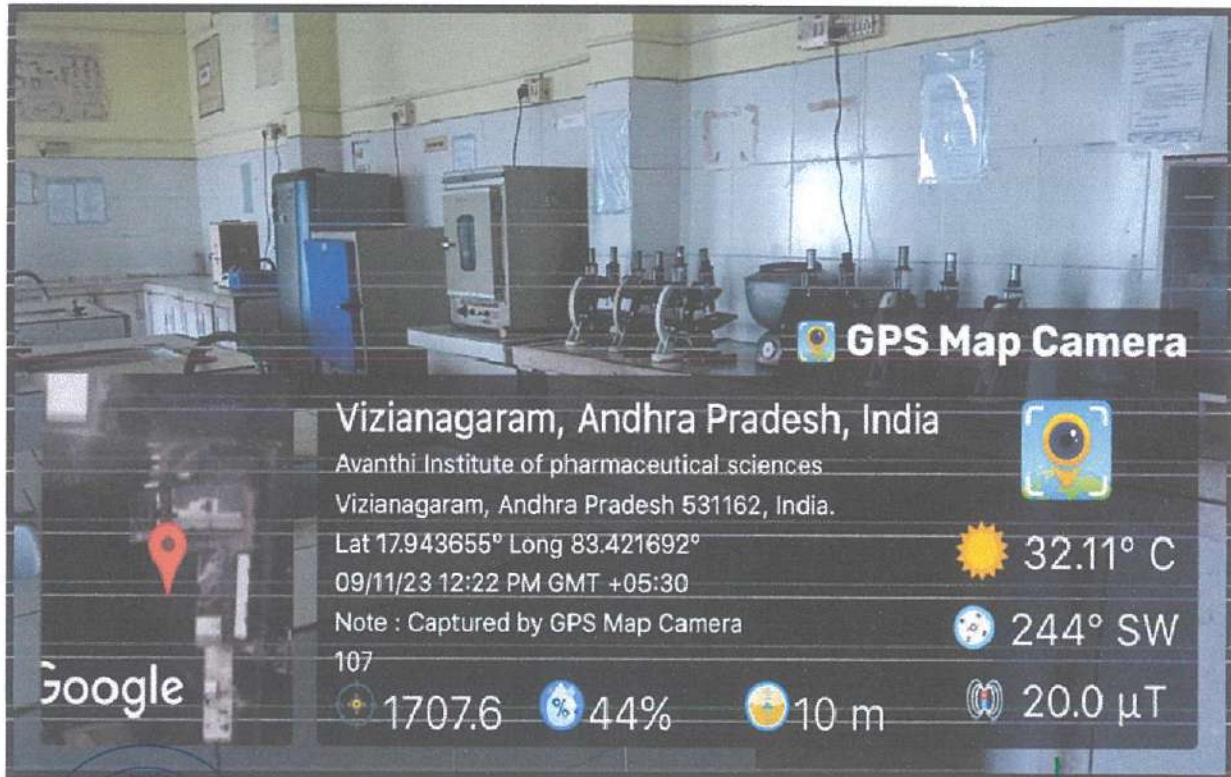 GPS Map Camera
Vizianagaram, Andhra Pradesh, India
Avanthi Institute of pharmaceutical sciences
Vizianagaram, Andhra Pradesh 531162, India.
Lat 17.943655° Long 83.421692°
09/11/23 12:22 PM GMT +05:30
Note : Captured by GPS Map Camera
107
32.11° C
244° SW
1707.6
44%
10 m
20.0 µT
Google